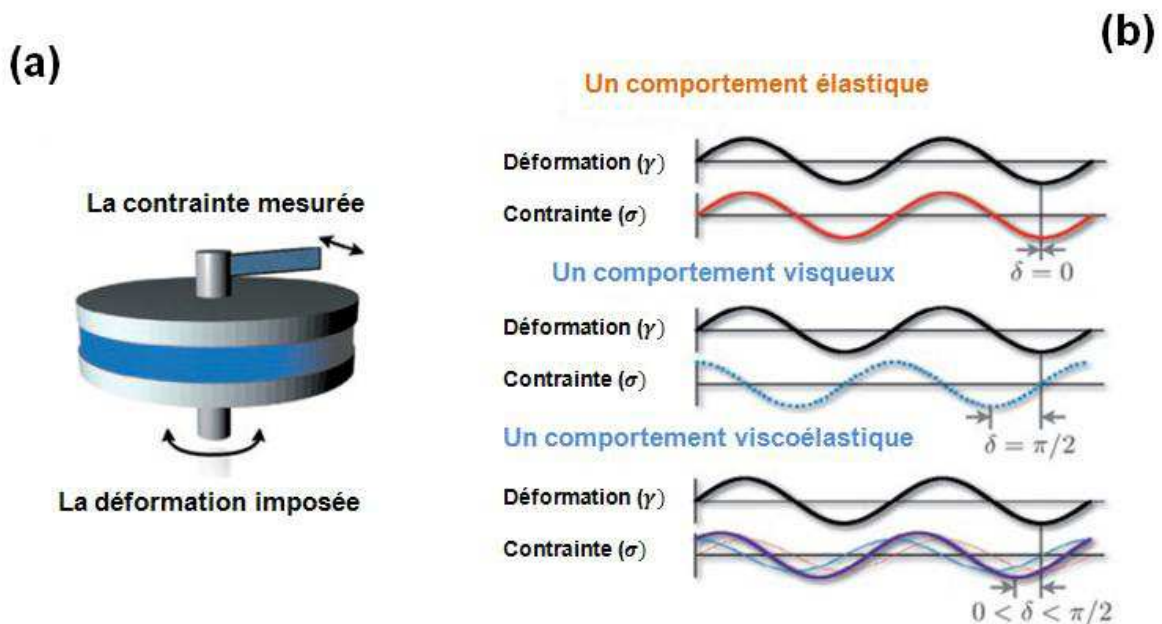 (a)
La contrainte mesurée
La déformation imposée
(b)
Un comportement élastique
Déformation (γ)
Contrainte (σ)
δ = 0
Un comportement visqueux
Déformation (γ)
Contrainte (σ)
δ = π/2
Un comportement viscoélastique
Déformation (γ)
Contrainte (σ)
0 < δ < π/2